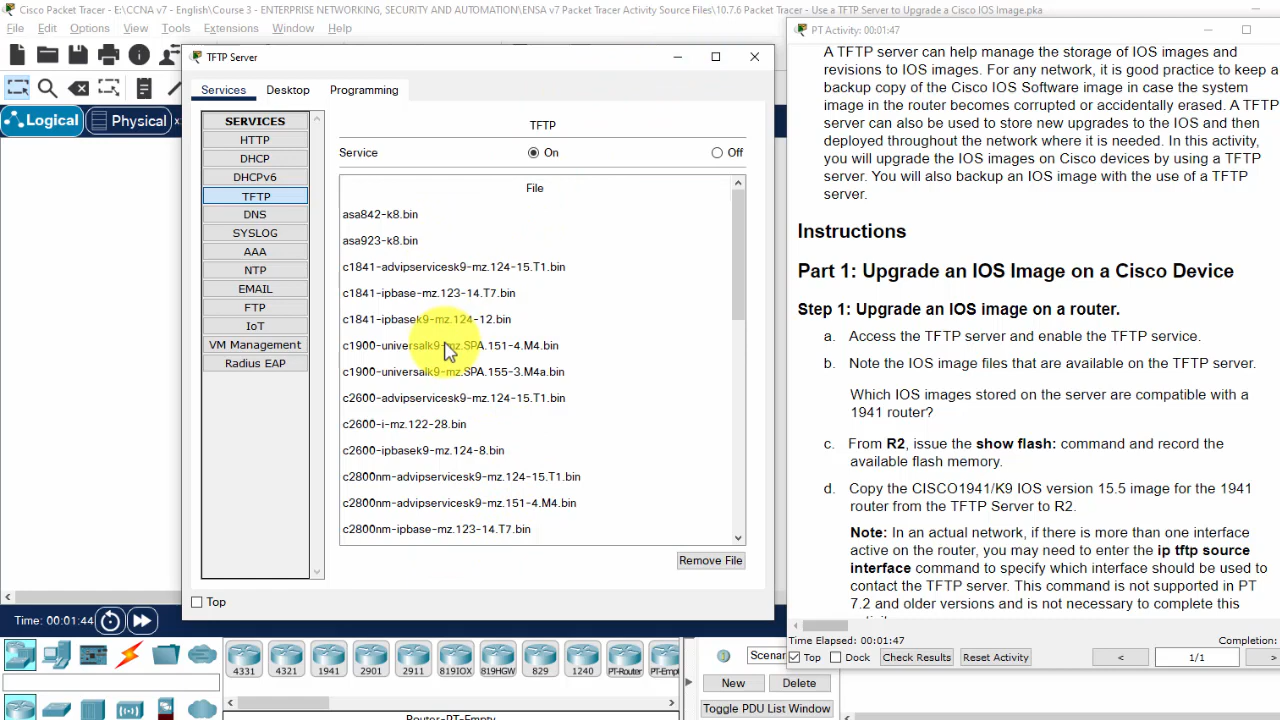 Cisco Packet Tracer - E:\CCNA v7 - English\Course 3 - ENTERPRISE NETWORKING, SECURITY AND AUTOMATION\ENSA v7 Packet Tracer Activity Source Files\10.7.6 Packet Tracer - Use a TFTP Server to Upgrade a Cisco IOS Image.pka
File Edit Options View Tools Extensions Window Help
Logical
Physical
TFTP Server
Services Desktop Programming
SERVICES
HTTP
DHCP
DHCPv6
TFTP
DNS
SYSLOG
AAA
NTP
EMAIL
FTP
IoT
VM Management
Radius EAP
TFTP
Service On Off
File
asa842-k8.bin
asa923-k8.bin
c1841-advipservicesk9-mz.124-15.T1.bin
c1841-ipbase-mz.123-14.T7.bin
c1841-ipbasek9-mz.124-12.bin
c1900-universalk9-mz.SPA.151-4.M4.bin
c1900-universalk9-mz.SPA.155-3.M4a.bin
c2600-advipservicesk9-mz.124-15.T1.bin
c2600-i-mz.122-28.bin
c2600-ipbasek9-mz.124-8.bin
c2800nm-advipservicesk9-mz.124-15.T1.bin
c2800nm-advipservicesk9-mz.151-4.M4.bin
c2800nm-ipbase-mz.123-14.T7.bin
Remove File
Top
PT Activity: 00:01:47
A TFTP server can help manage the storage of IOS images and
revisions to IOS images. For any network, it is good practice to keep a
backup copy of the Cisco IOS Software image in case the system
image in the router becomes corrupted or accidentally erased. A TFTP
server can also be used to store new upgrades to the IOS and then
deployed throughout the network where it is needed. In this activity,
you will upgrade the IOS images on Cisco devices by using a TFTP
server. You will also backup an IOS image with the use of a TFTP
server.
Instructions
Part 1: Upgrade an IOS Image on a Cisco Device
Step 1: Upgrade an IOS image on a router.
a. Access the TFTP server and enable the TFTP service.
b. Note the IOS image files that are available on the TFTP server.
Which IOS images stored on the server are compatible with a
1941 router?
c. From R2, issue the show flash: command and record the
available flash memory.
d. Copy the CISCO1941/K9 IOS version 15.5 image for the 1941
router from the TFTP Server to R2.
Note: In an actual network, if there is more than one interface
active on the router, you may need to enter the ip tftp source
interface command to specify which interface should be used to
contact the TFTP server. This command is not supported in PT
7.2 and older versions and is not necessary to complete this
Time Elapsed: 00:01:47 Completion:
Top Dock Check Results Reset Activity < 1/1 >
Time: 00:01:44
4331 4321 1941 2901 2911 819IOX 819HGW 829 1240 PT-Router PT-Empty
Router-PT-Empty
Scenar
New Delete
Toggle PDU List Window